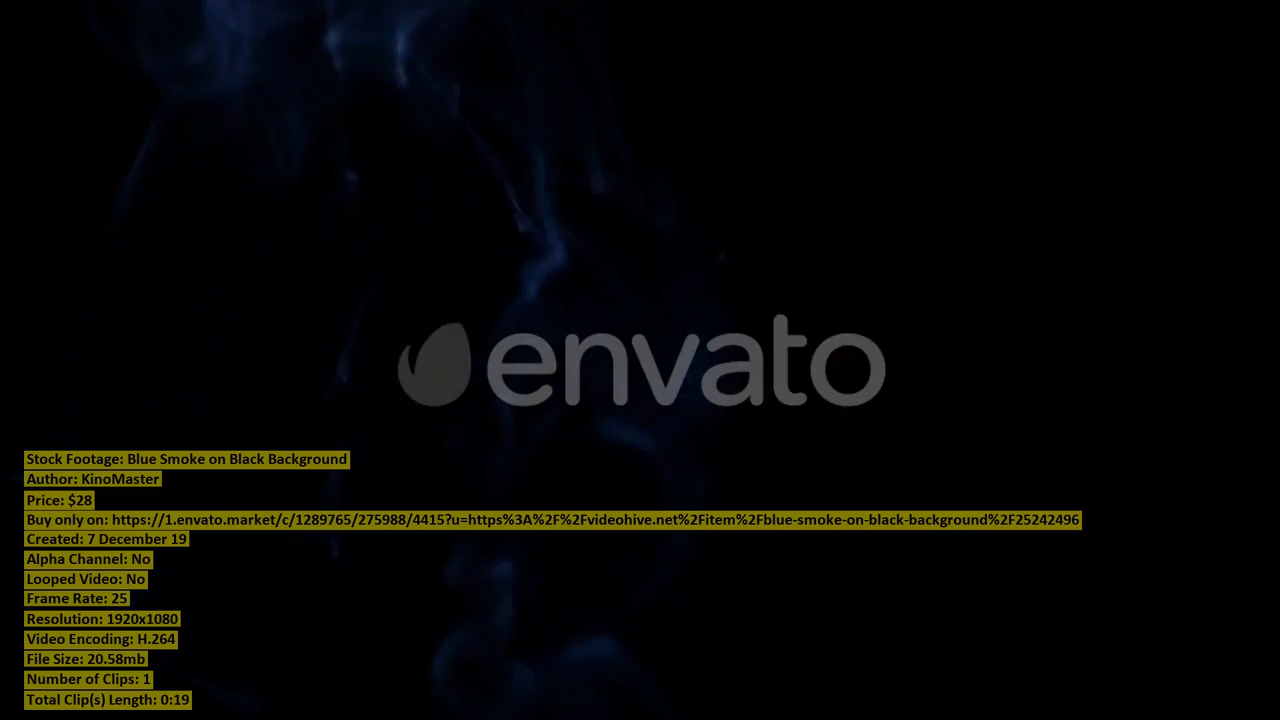 envato
Stock Footage: Blue Smoke on Black Background
Author: KinoMaster
Price: $28
Buy only on: https://1.envato.market/c/1289765/275988/4415?u=https%3A%2F%2Fvideohive.net%2Fitem%2Fblue-smoke-on-black-background%2F25242496
Created: 7 December 19
Alpha Channel: No
Looped Video: No
Frame Rate: 25
Resolution: 1920x1080
Video Encoding: H.264
File Size: 20.58mb
Number of Clips: 1
Total Clip(s) Length: 0:19